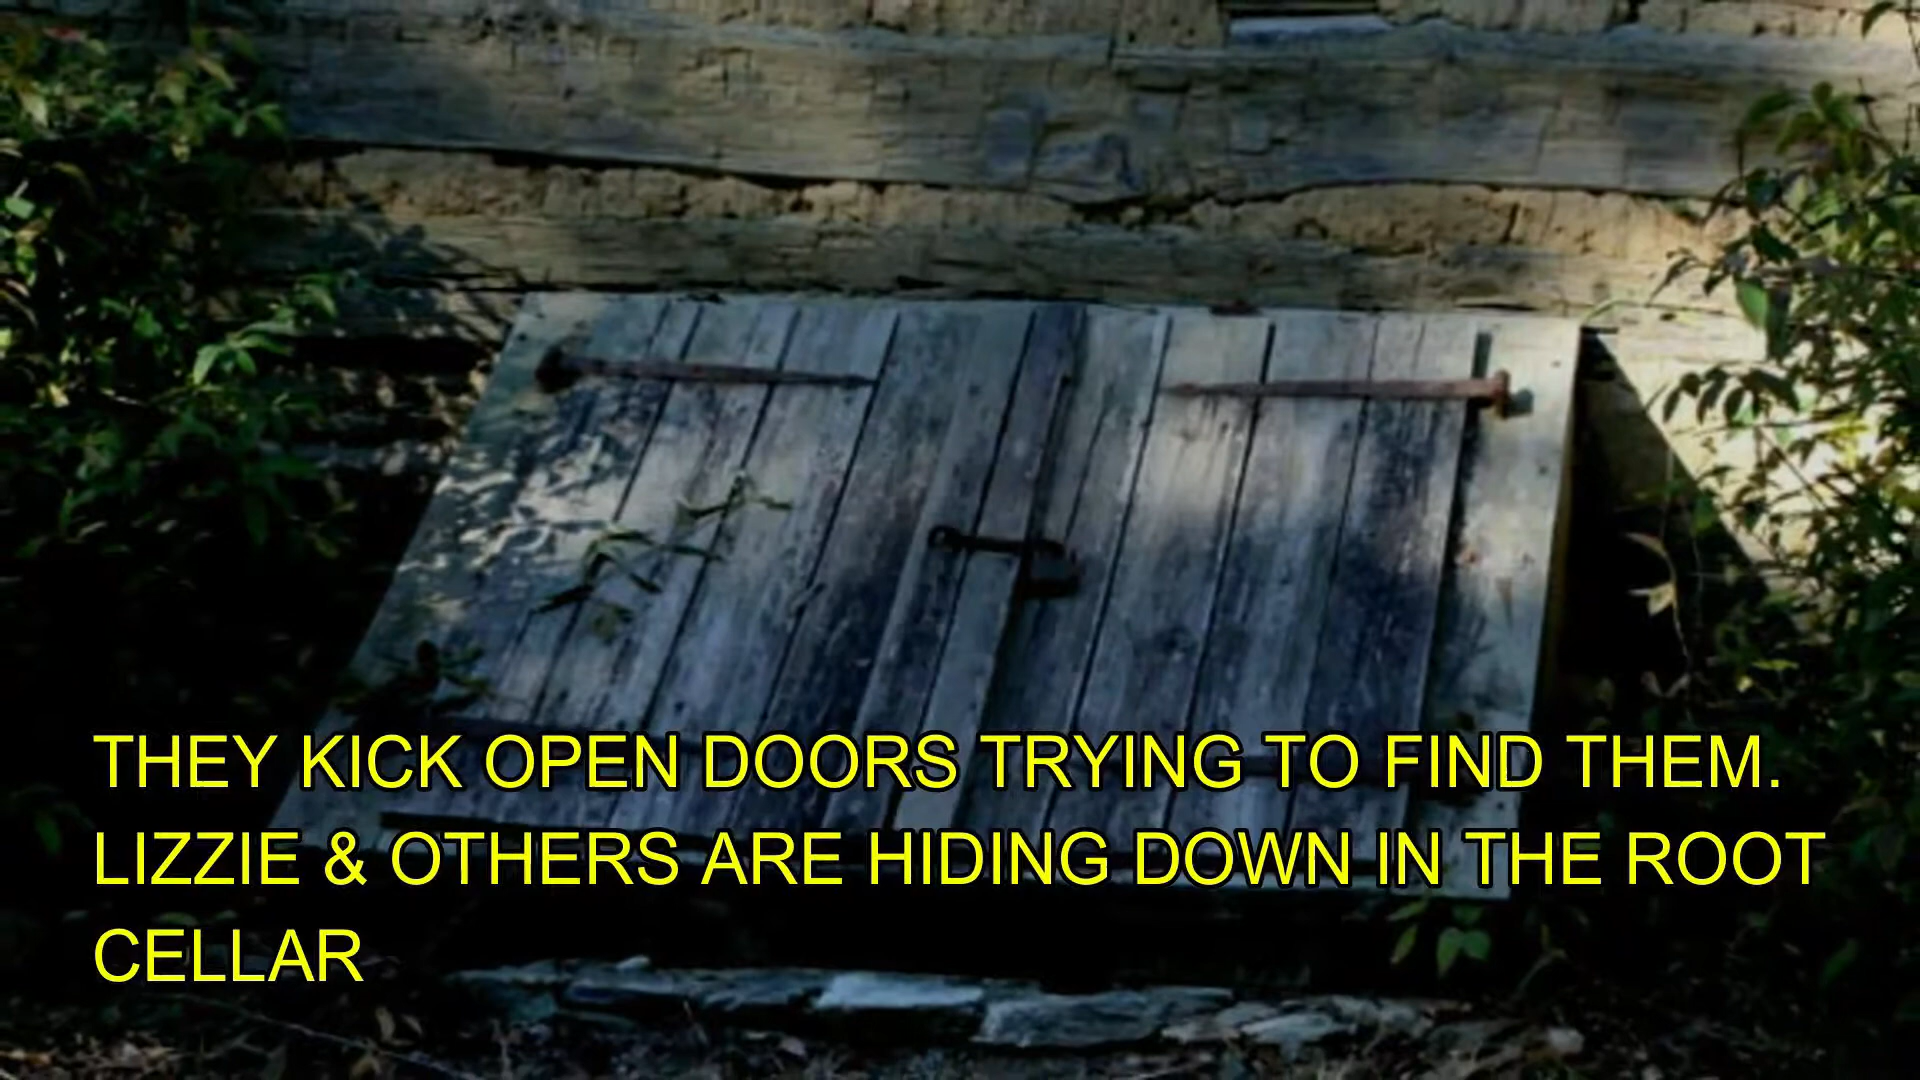 THEY KICK OPEN DOORS TRYING TO FIND THEM.
LIZZIE & OTHERS ARE HIDING DOWN IN THE ROOT
CELLAR